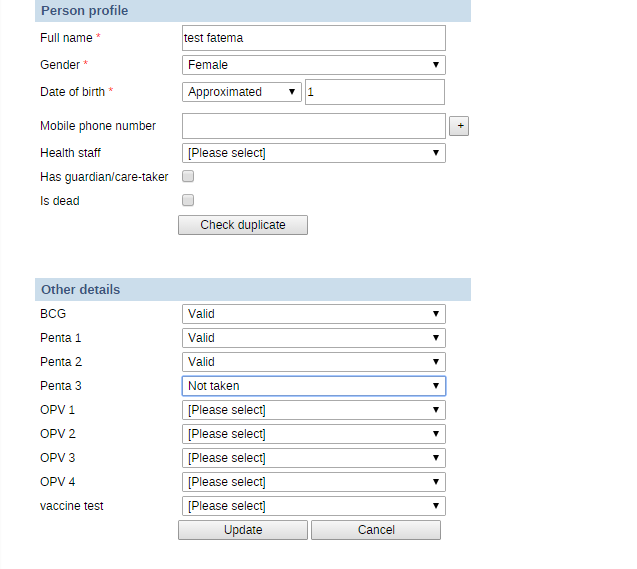 Person profile
Full name * test fatema
Gender * Female
Date of birth * Approximated 1
Mobile phone number +
Health staff [Please select]
Has guardian/care-taker
Is dead
Check duplicate
Other details
BCG Valid
Penta 1 Valid
Penta 2 Valid
Penta 3 Not taken
OPV 1 [Please select]
OPV 2 [Please select]
OPV 3 [Please select]
OPV 4 [Please select]
vaccine test [Please select]
Update Cancel